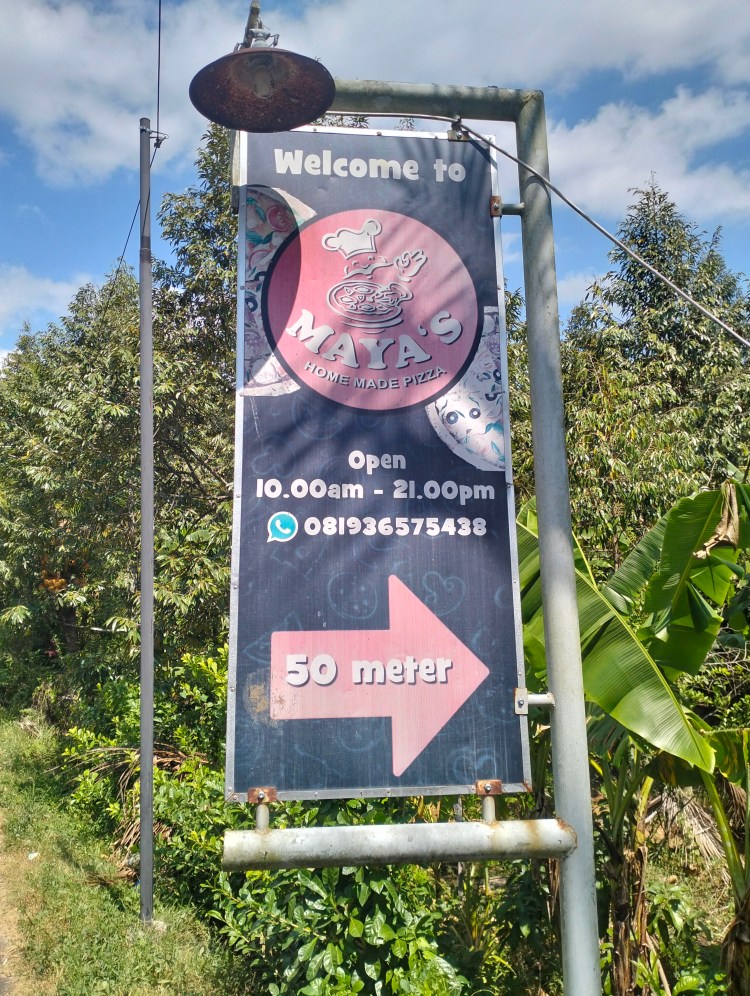 Welcome to
MAYA'S
HOME MADE PIZZA
Open
10.00am - 21.00pm
081936575438
50 meter